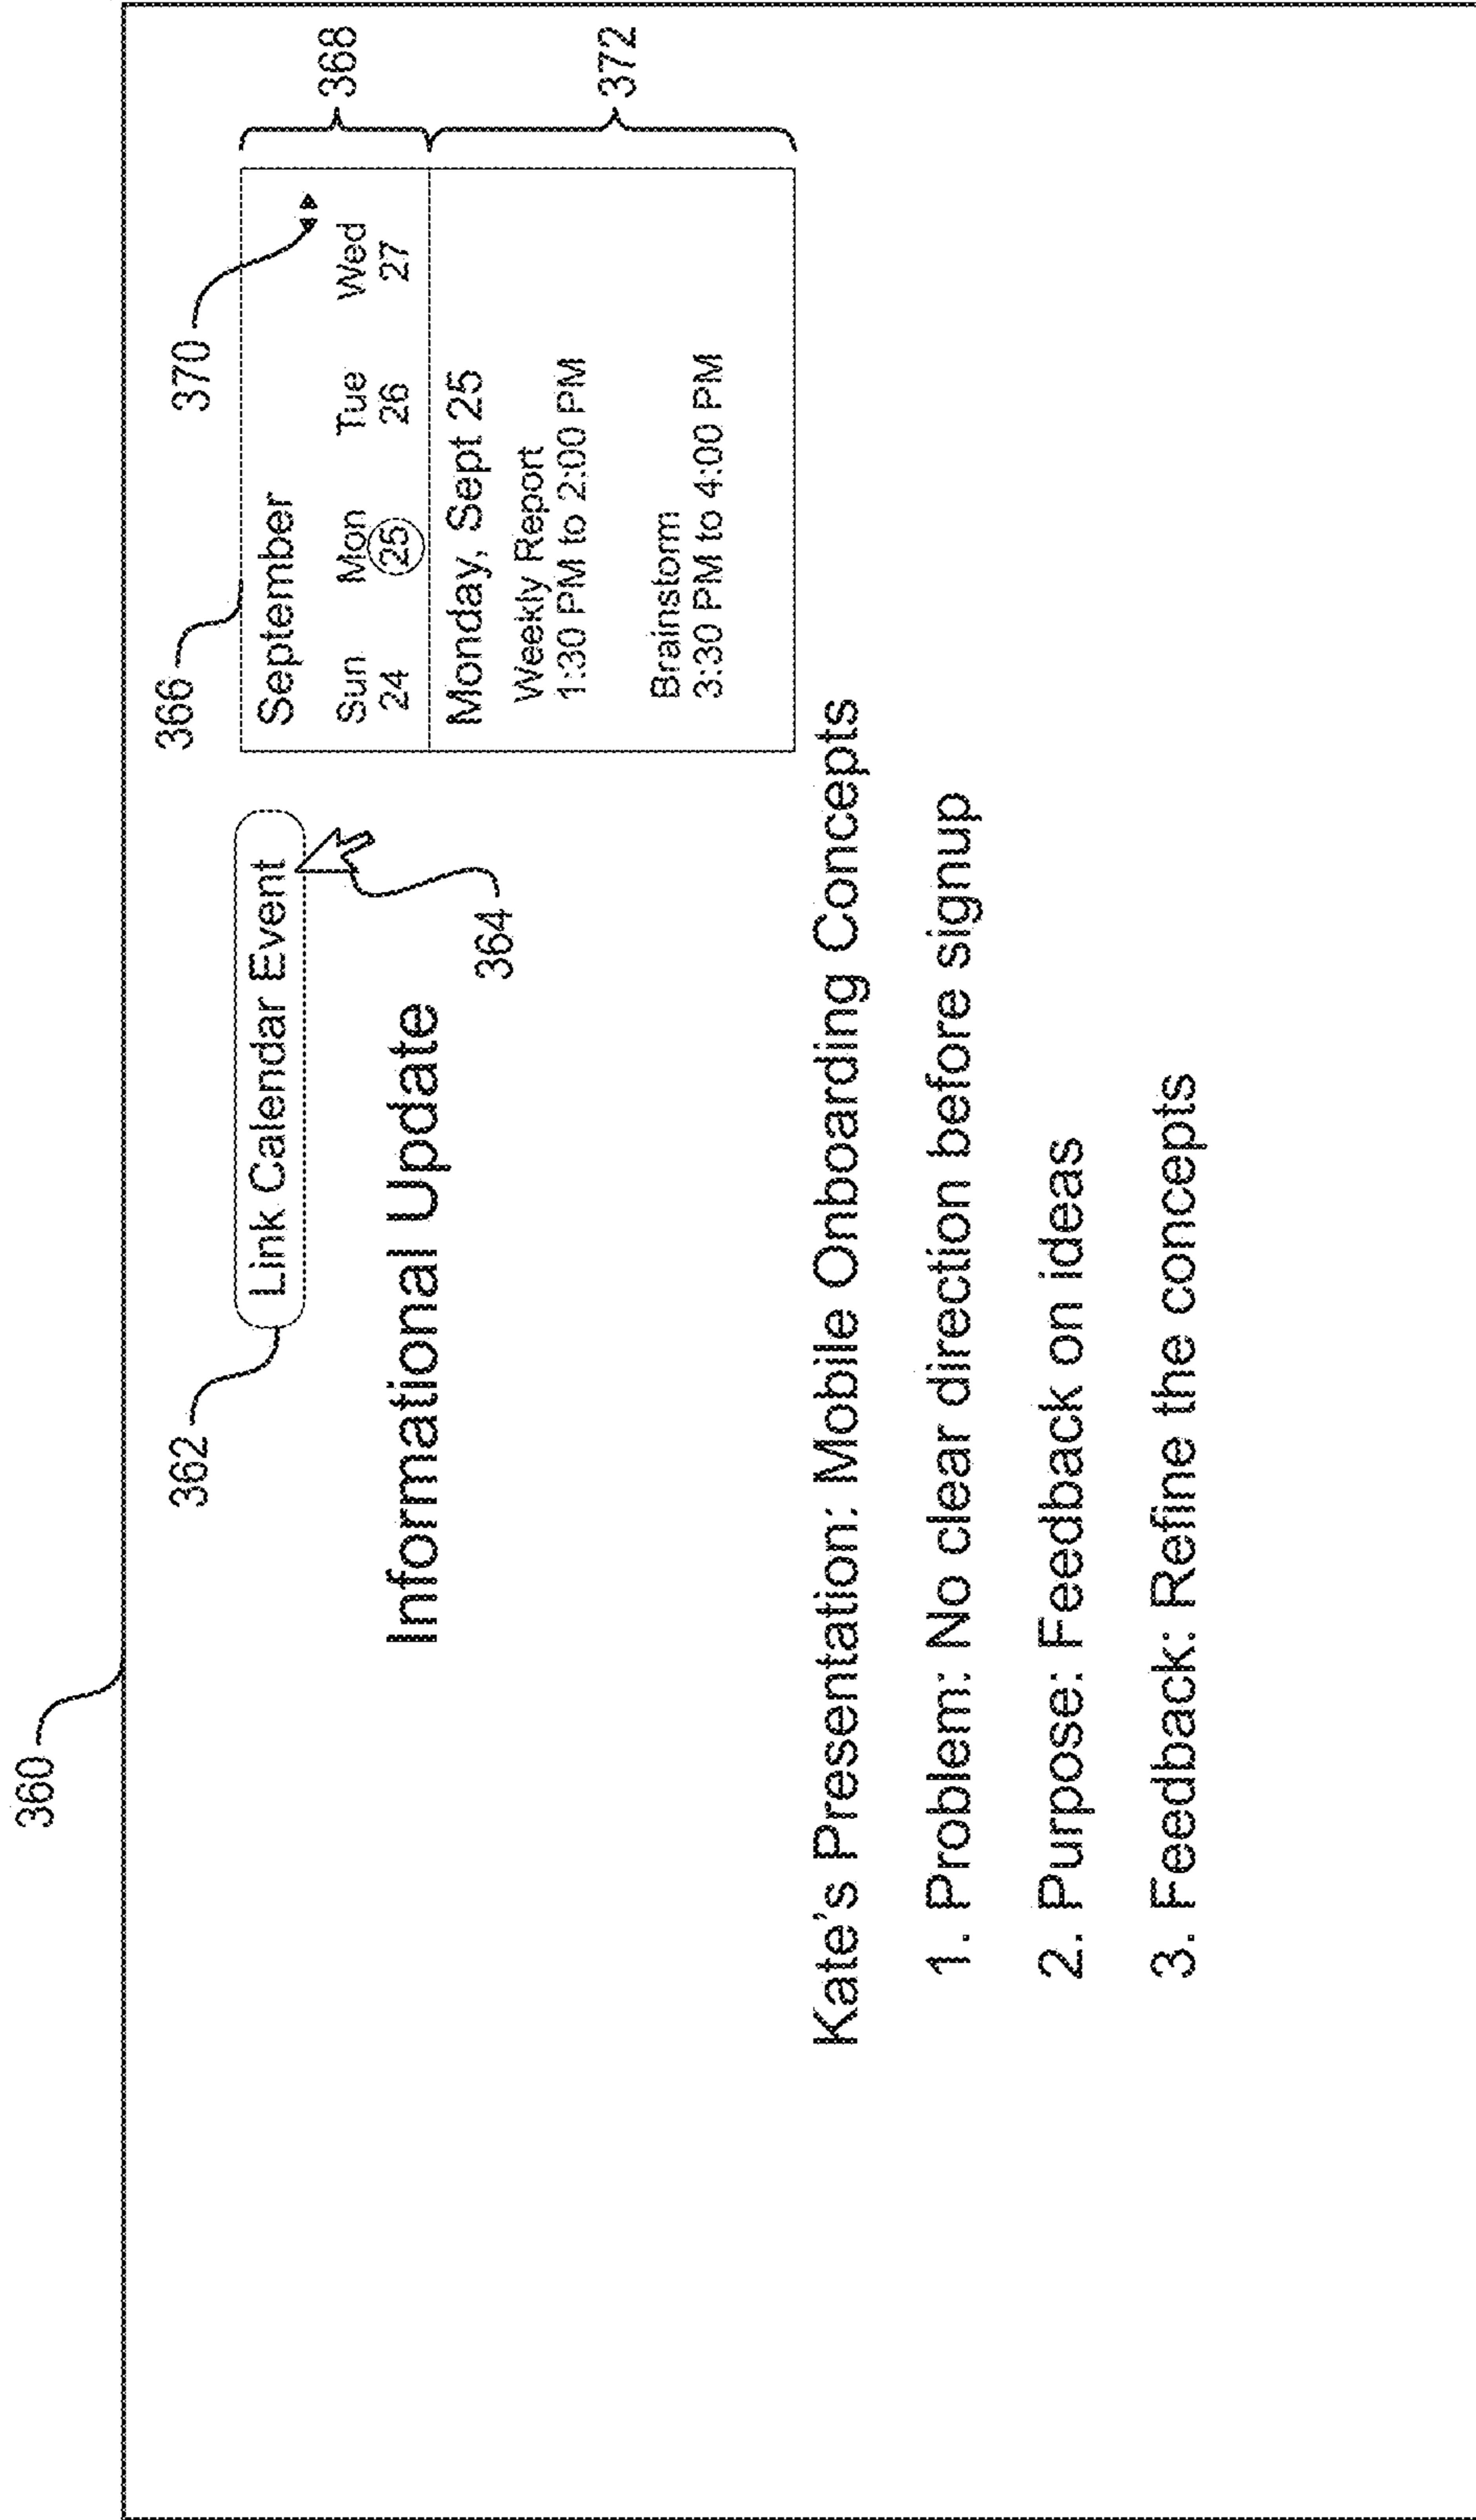 360
362
366
370
Link Calendar Event
September
368
Sun Mon Tue Wed
24 25 26 27
364
Informational Update
Monday, Sept 25
Weekly Report
1:30 PM to 2:00 PM
372
Brainstorm
3:30 PM to 4:00 PM
Kate's Presentation: Mobile Onboarding Concepts
1. Problem: No clear direction before signup
2. Purpose: Feedback on ideas
3. Feedback: Refine the concepts